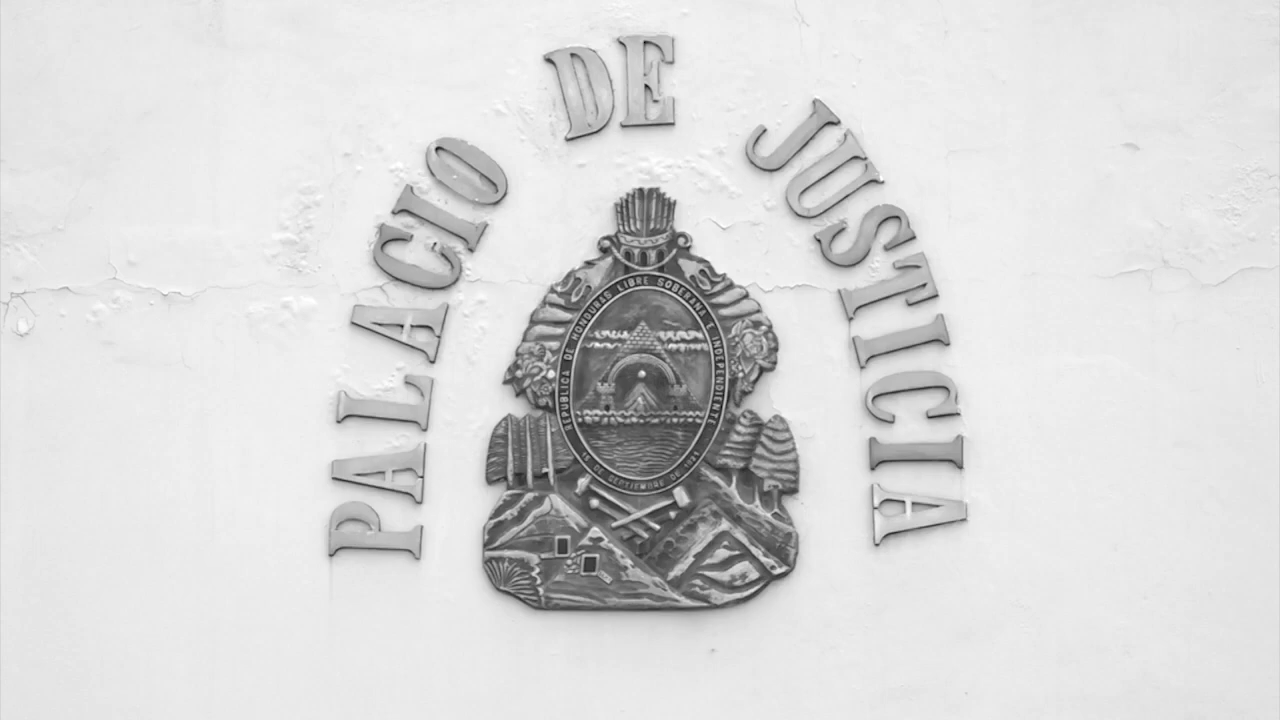 PALACIO DE JUSTICIA
REPUBLICA DE HONDURAS LIBRE SOBERANA E INDEPENDIENTE
15 DE SEPTIEMBRE DE 1821